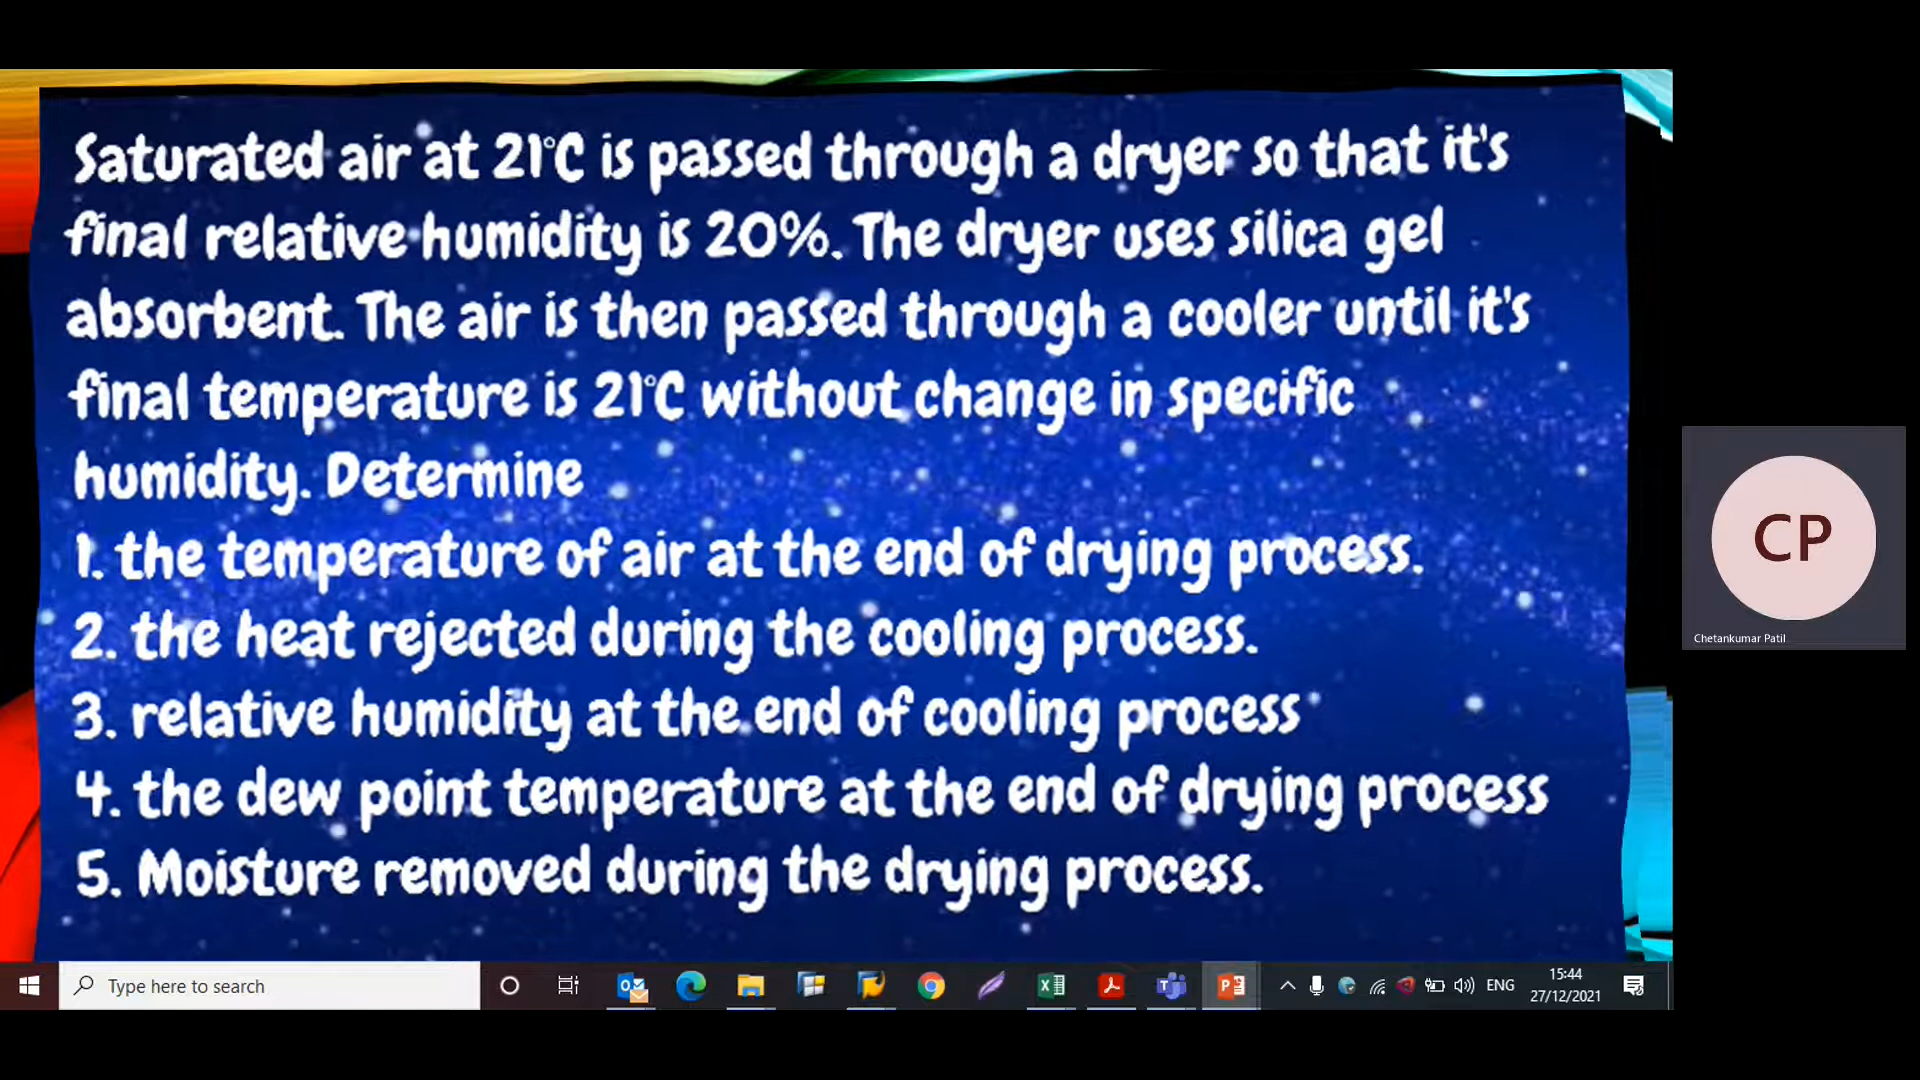 Saturated air at 21°C is passed through a dryer so that it's
final relative humidity is 20%. The dryer uses silica gel
absorbent. The air is then passed through a cooler until it's
final temperature is 21°C without change in specific
humidity. Determine
1. the temperature of air at the end of drying process.
2. the heat rejected during the cooling process.
3. relative humidity at the end of cooling process
4. the dew point temperature at the end of drying process
5. Moisture removed during the drying process.
CP
Chetankumar Patil
Type here to search
ENG
15:44
27/12/2021